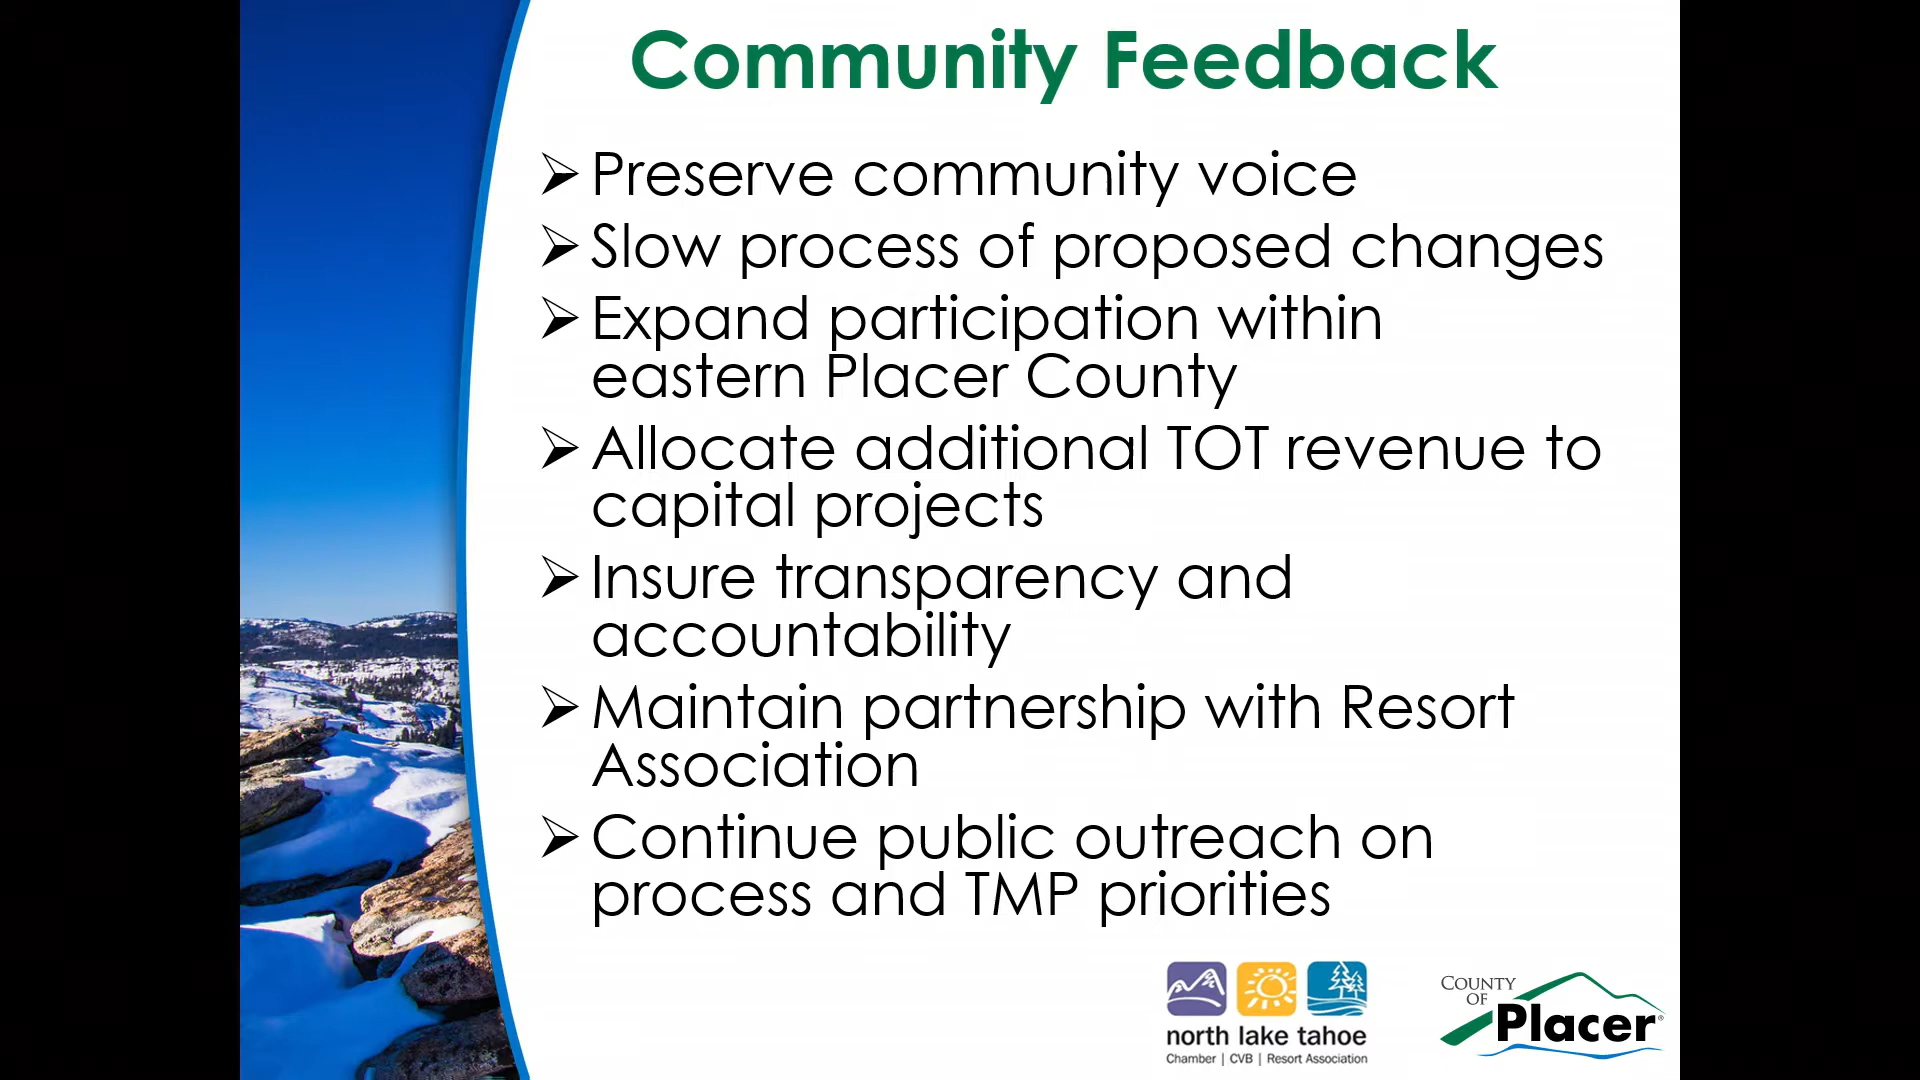 Community Feedback
➢Preserve community voice
➢Slow process of proposed changes
➢Expand participation within
eastern Placer County
➢Allocate additional TOT revenue to
capital projects
➢Insure transparency and
accountability
➢Maintain partnership with Resort
Association
➢Continue public outreach on
process and TMP priorities
north lake tahoe
Chamber | CVB | Resort Association
COUNTY
OF
Placer®